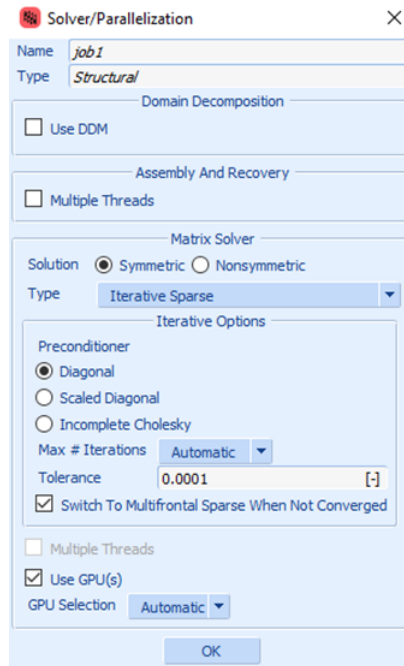 Solver/Parallelization
Name job1
Type Structural
Domain Decomposition
Use DDM
Assembly And Recovery
Multiple Threads
Matrix Solver
Solution Symmetric Nonsymmetric
Type Iterative Sparse
Iterative Options
Preconditioner
Diagonal
Scaled Diagonal
Incomplete Cholesky
Max # Iterations Automatic
Tolerance 0.0001 [-]
Switch To Multifrontal Sparse When Not Converged
Multiple Threads
Use GPU(s)
GPU Selection Automatic
OK